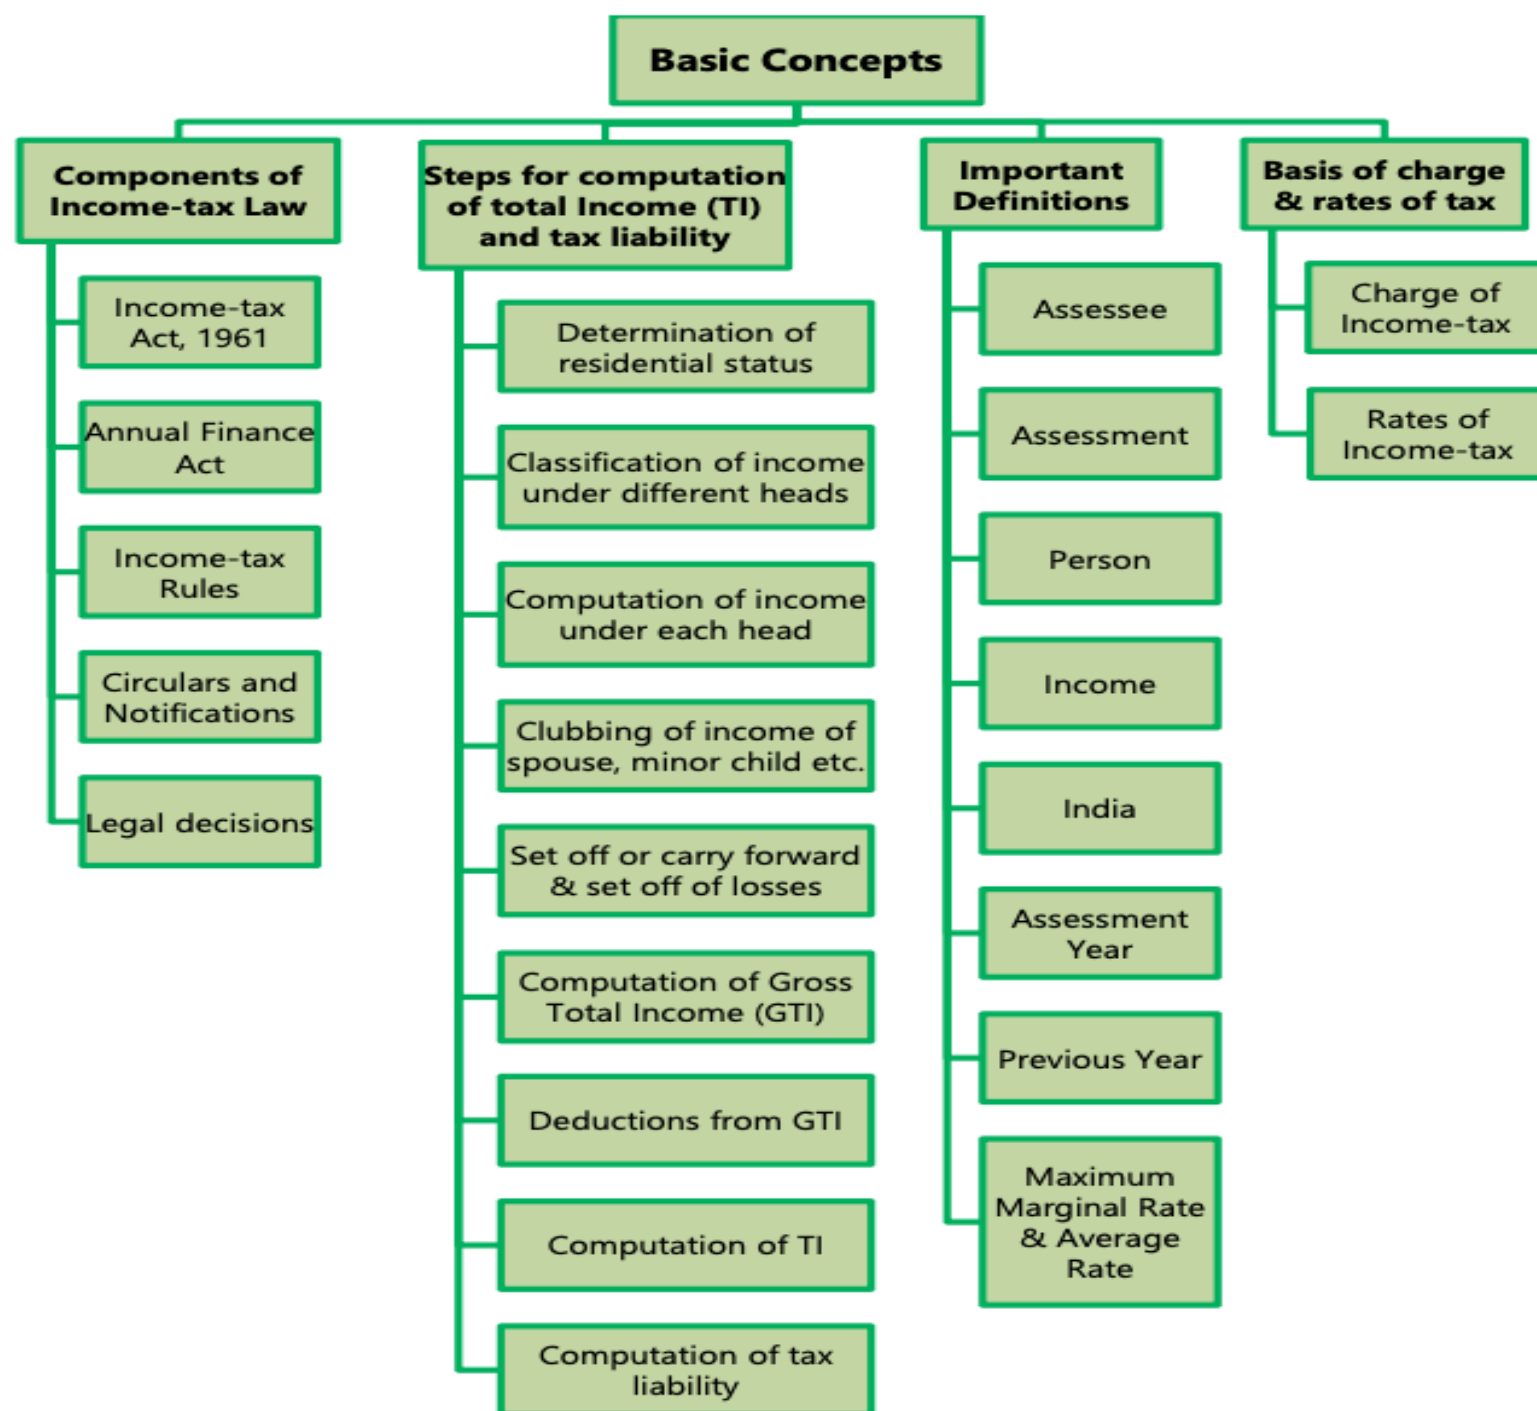 Basic Concepts
Components of
Income-tax Law
Income-tax
Act, 1961
Annual Finance
Act
Income-tax
Rules
Circulars and
Notifications
Legal decisions
Steps for computation
of total Income (TI)
and tax liability
Determination of
residential status
Classification of income
under different heads
Computation of income
under each head
Clubbing of income of
spouse, minor child etc.
Set off or carry forward
& set off of losses
Computation of Gross
Total Income (GTI)
Deductions from GTI
Computation of TI
Computation of tax
liability
Important
Definitions
Assessee
Assessment
Person
Income
India
Assessment
Year
Previous Year
Maximum
Marginal Rate
& Average
Rate
Basis of charge
& rates of tax
Charge of
Income-tax
Rates of
Income-tax